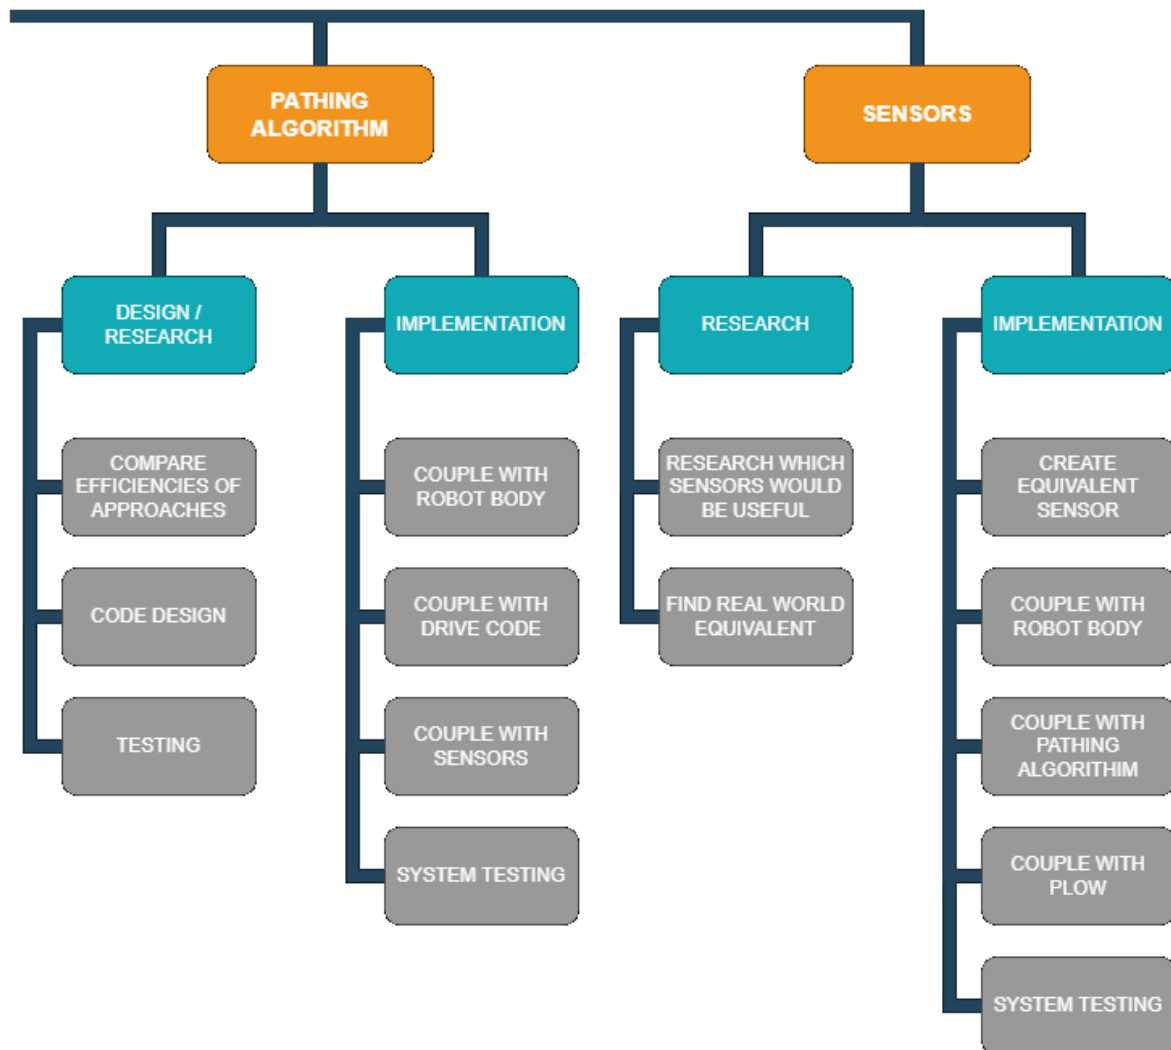 PATHING
ALGORITHM
SENSORS
DESIGN /
RESEARCH
IMPLEMENTATION
RESEARCH
IMPLEMENTATION
COMPARE
EFFICIENCIES OF
APPROACHES
CODE DESIGN
TESTING
COUPLE WITH
ROBOT BODY
COUPLE WITH
DRIVE CODE
COUPLE WITH
SENSORS
SYSTEM TESTING
RESEARCH WHICH
SENSORS WOULD
BE USEFUL
FIND REAL WORLD
EQUIVALENT
CREATE
EQUIVALENT
SENSOR
COUPLE WITH
ROBOT BODY
COUPLE WITH
PATHING
ALGORITHIM
COUPLE WITH
PLOW
SYSTEM TESTING